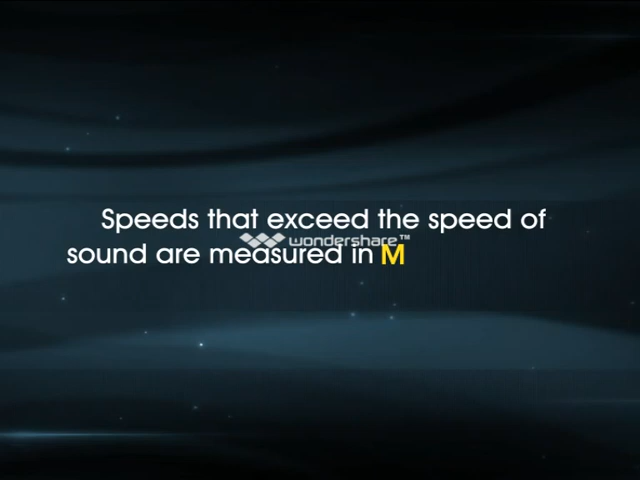 Speeds that exceed the speed of
wondershare™
sound are measured in M